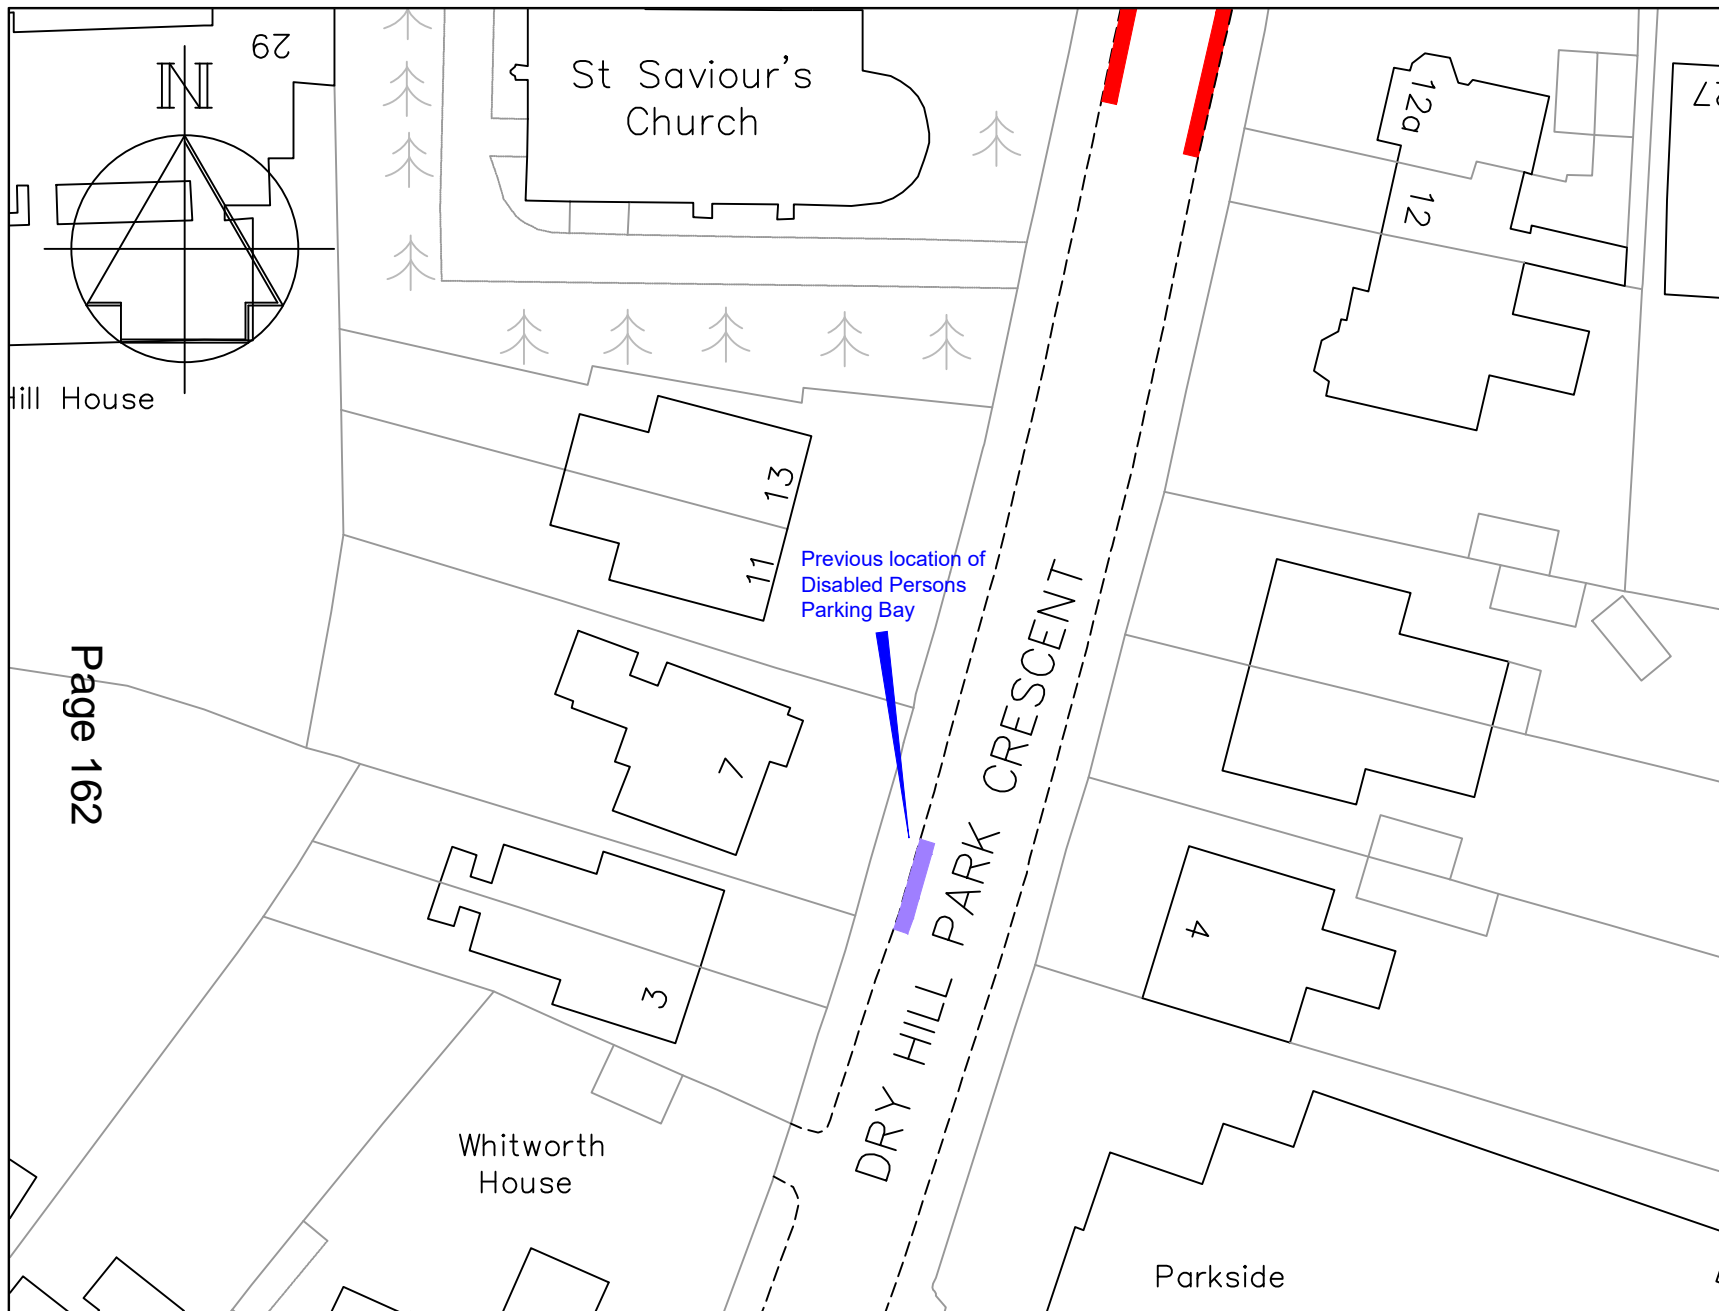 29
N
St Saviour's
Church
12a
27
12
Hill House
13
11
Previous location of
Disabled Persons
Parking Bay
DRY HILL PARK CRESCENT
Page 162
7
4
3
Whitworth
House
Parkside